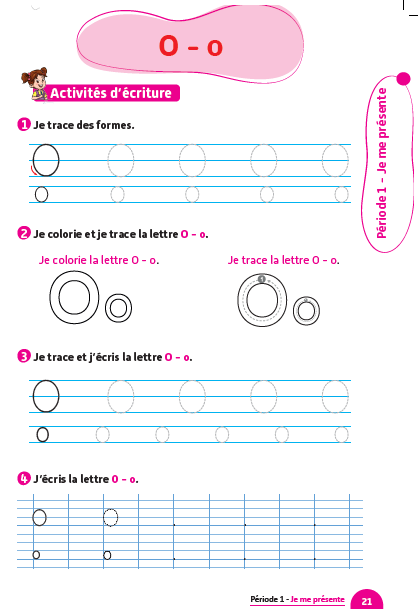 O - o
Activités d'écriture
Période 1 - Je me présente
1 Je trace des formes.
2 Je colorie et je trace la lettre O - o.
Je colorie la lettre O - o.
Je trace la lettre O - o.
1
3 Je trace et j'écris la lettre O - o.
4 J'écris la lettre O - o.
Période 1 - Je me présente
21